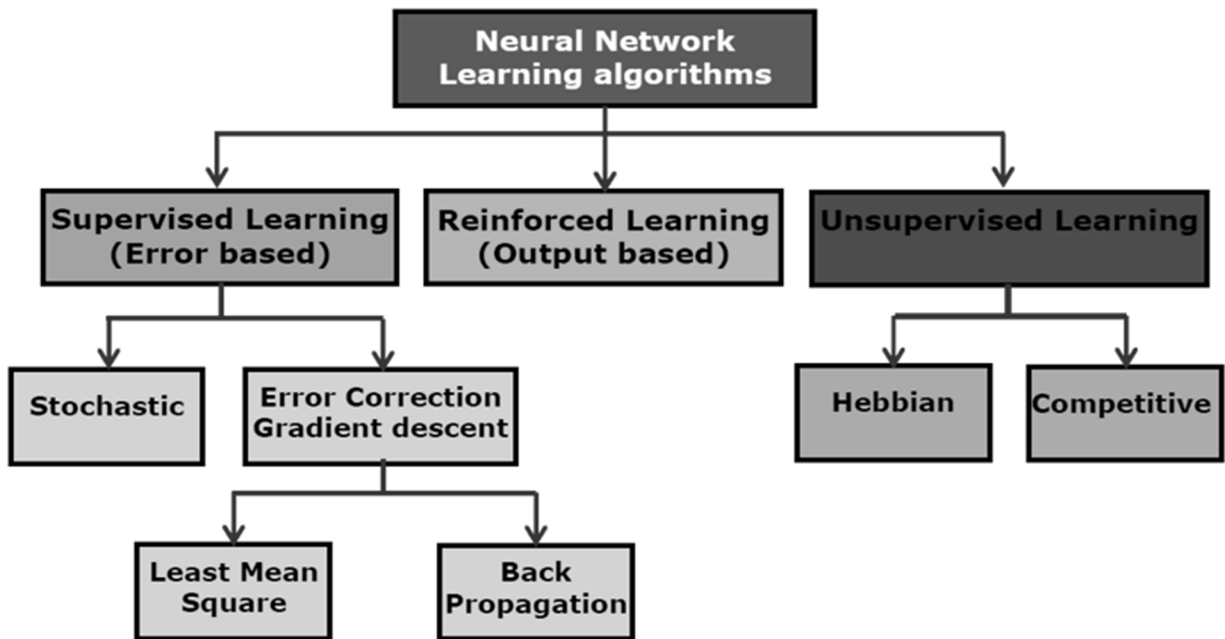 Neural Network
Learning algorithms
Supervised Learning
(Error based)
Reinforced Learning
(Output based)
Unsupervised Learning
Stochastic
Error Correction
Gradient descent
Hebbian
Competitive
Least Mean
Square
Back
Propagation